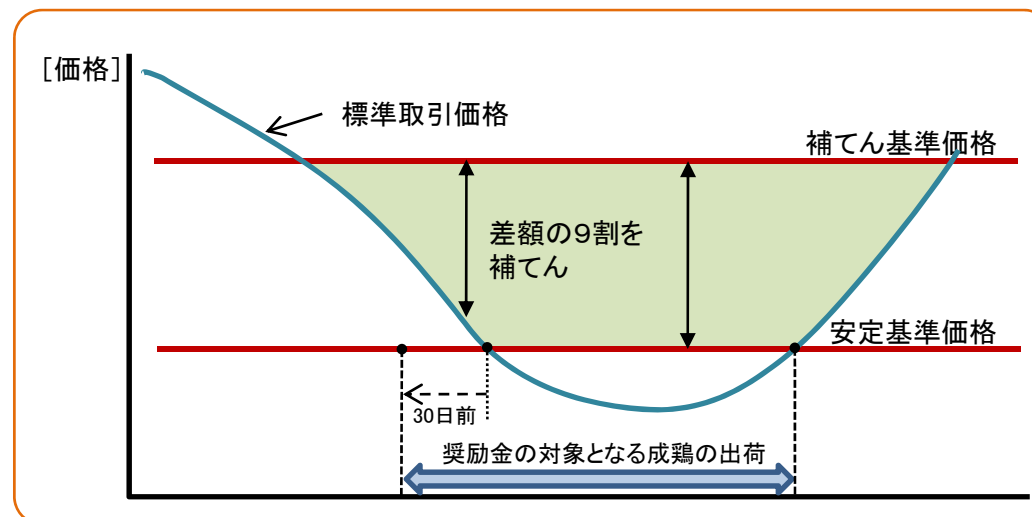 ［価格］
標準取引価格
補てん基準価格
差額の９割を
補てん
安定基準価格
30日前
奨励金の対象となる成鶏の出荷